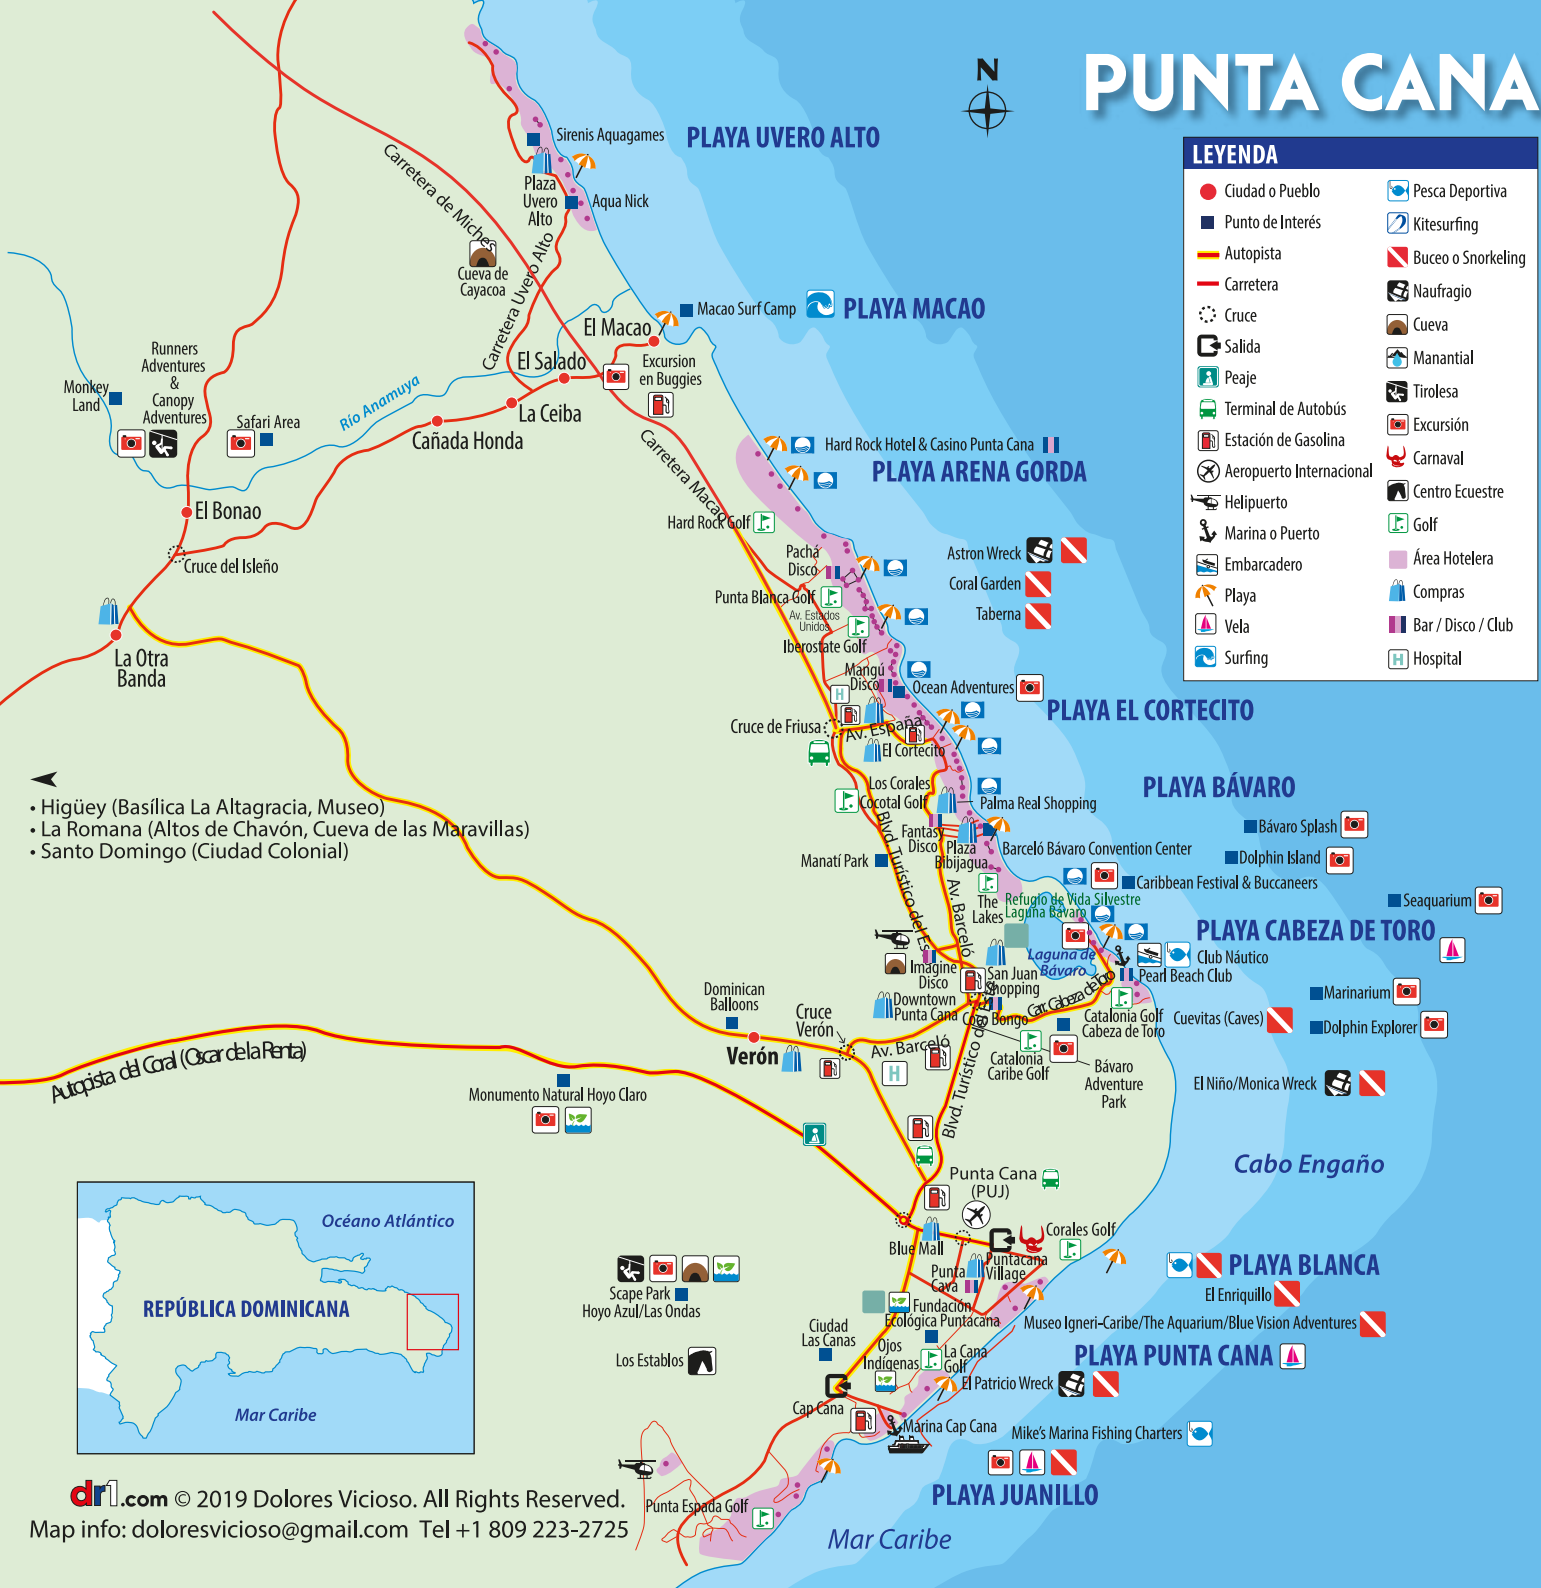 PUNTA CANA
N
LEYENDA
Ciudad o Pueblo
Punto de Interés
Autopista
Carretera
Cruce
Salida
Peaje
Terminal de Autobús
Estación de Gasolina
Aeropuerto Internacional
Helipuerto
Marina o Puerto
Embarcadero
Playa
Vela
Surfing
Pesca Deportiva
Kitesurfing
Buceo o Snorkeling
Naufragio
Cueva
Manantial
Tirolesa
Excursión
Carnaval
Centro Ecuestre
Golf
Área Hotelera
Compras
Bar / Disco / Club
H Hospital
Sirenis Aquagames
PLAYA UVERO ALTO
Carretera de Miches
Plaza
Uvero
Alto
Aqua Nick
Cueva de
Cayacoa
Carretera Uvero Alto
Macao Surf Camp
PLAYA MACAO
El Macao
El Salado
Excursion
en Buggies
Runners
Adventures
&
Canopy
Adventures
Monkey
Land
Safari Area
Río Anamuya
La Ceiba
Cañada Honda
Carretera Macao
Hard Rock Hotel & Casino Punta Cana
PLAYA ARENA GORDA
El Bonao
Hard Rock Golf
Cruce del Isleño
Pachá
Disco
Astron Wreck
Coral Garden
Taberna
Punta Blanca Golf
Av. Estados
Unidos
Iberostate Golf
La Otra
Banda
Mangú
Disco
H
Ocean Adventures
PLAYA EL CORTECITO
Cruce de Friusa
Av. España
El Cortecito
• Higüey (Basílica La Altagracia, Museo)
• La Romana (Altos de Chavón, Cueva de las Maravillas)
• Santo Domingo (Ciudad Colonial)
Los Corales
Cocotal Golf
Palma Real Shopping
PLAYA BÁVARO
Fantasy
Disco
Plaza
Bibijagua
Barceló Bávaro Convention Center
Bávaro Splash
Dolphin Island
Manatí Park
Blvd. Turístico del Este
Av. Barceló
Caribbean Festival & Buccaneers
Seaquarium
The
Lakes
Refugio de Vida Silvestre
Laguna Bávaro
PLAYA CABEZA DE TORO
Laguna de
Bávaro
Club Náutico
Pearl Beach Club
Imagine
Disco
San Juan
Shopping
Downtown
Punta Cana
Coco Bongo
Carr. Cabeza de Toro
Catalonia Golf
Cabeza de Toro
Marinarium
Cuevitas (Caves)
Dolphin Explorer
Dominican
Balloons
Cruce
Verón
Verón
Av. Barceló
H
Catalonia
Caribe Golf
Bávaro
Adventure
Park
El Niño/Monica Wreck
Autopista del Coral (Oscar de la Renta)
Monumento Natural Hoyo Claro
Blvd. Turístico del Este
Cabo Engaño
Punta Cana
(PUJ)
Corales Golf
Blue Mall
Puntacana
Village
Punta
Cava
PLAYA BLANCA
El Enriquillo
Museo Igneri-Caribe/The Aquarium/Blue Vision Adventures
PLAYA PUNTA CANA
Scape Park
Hoyo Azul/Las Ondas
Fundación
Ecológica Puntacana
Ciudad
Las Canas
Ojos
Indígenas
La Cana
Golf
Los Establos
El Patricio Wreck
Cap Cana
Marina Cap Cana
Mike's Marina Fishing Charters
PLAYA JUANILLO
Punta Espada Golf
Mar Caribe
Océano Atlántico
REPÚBLICA DOMINICANA
Mar Caribe
dr1.com © 2019 Dolores Vicioso. All Rights Reserved.
Map info: doloresvicioso@gmail.com Tel +1 809 223-2725